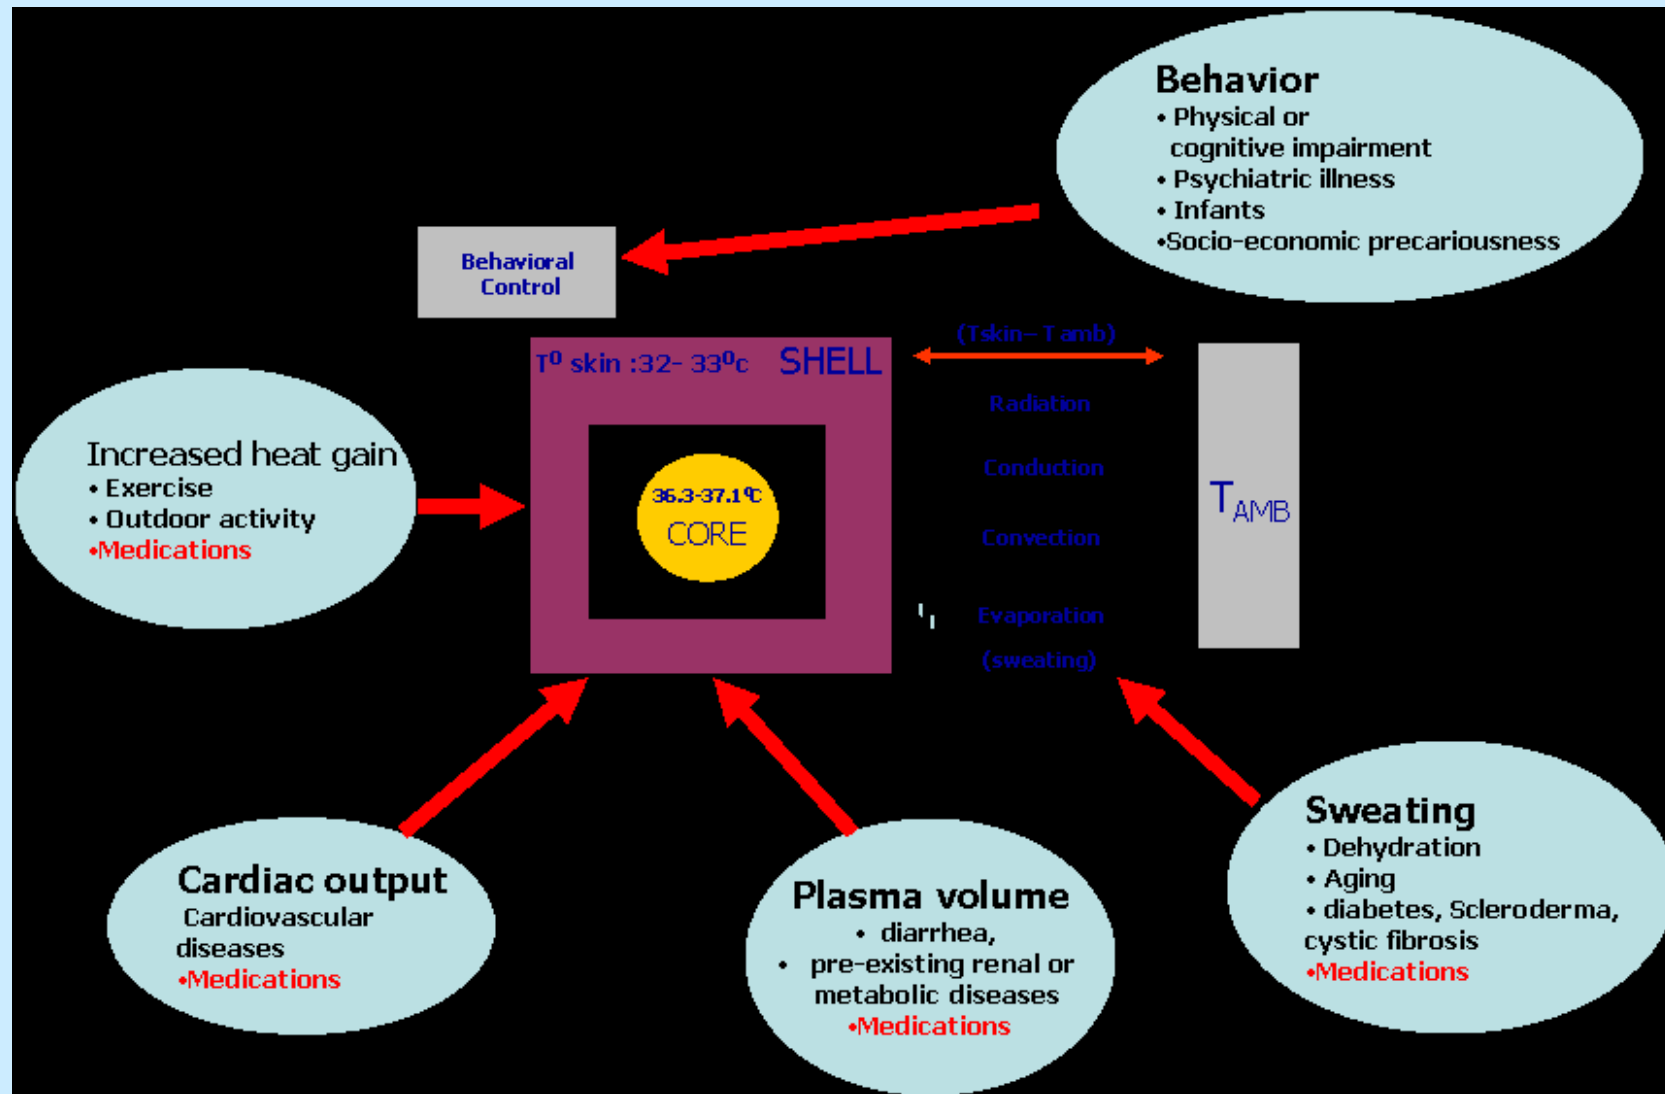 Behavior
• Physical or
cognitive impairment
• Psychiatric illness
• Infants
•Socio-economic precariousness
Behavioral
Control
(Tskin– T amb)
T⁰ skin :32- 33⁰c SHELL
Radiation
Conduction
Convection
Evaporation
(sweating)
T_AMB
36.3-37.1⁰C
CORE
Increased heat gain
• Exercise
• Outdoor activity
•Medications
Cardiac output
Cardiovascular
diseases
•Medications
Plasma volume
• diarrhea,
• pre-existing renal or
metabolic diseases
•Medications
Sweating
• Dehydration
• Aging
• diabetes, Scleroderma,
cystic fibrosis
•Medications